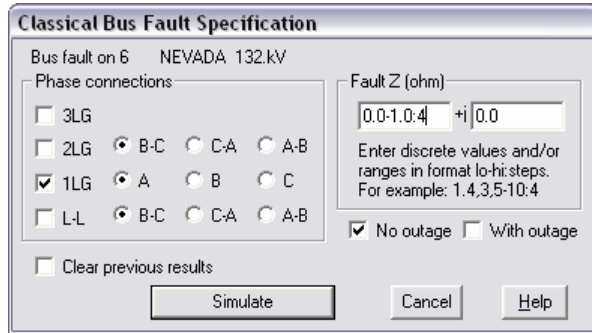 Classical Bus Fault Specification
Bus fault on 6 NEVADA 132.kV
Phase connections
3LG
2LG B-C C-A A-B
1LG A B C
L-L B-C C-A A-B
Fault Z (ohm)
0.0-1.0:4 +i 0.0
Enter discrete values and/or
ranges in format lo-hi:steps.
For example: 1.4,3,5-10:4
No outage With outage
Clear previous results
Simulate Cancel Help